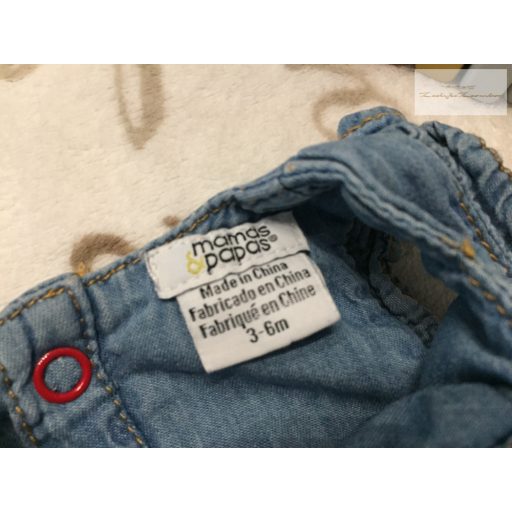 mamas
&papas®
Made in China
Fabricado en China
Fabriqué en Chine
3-6m